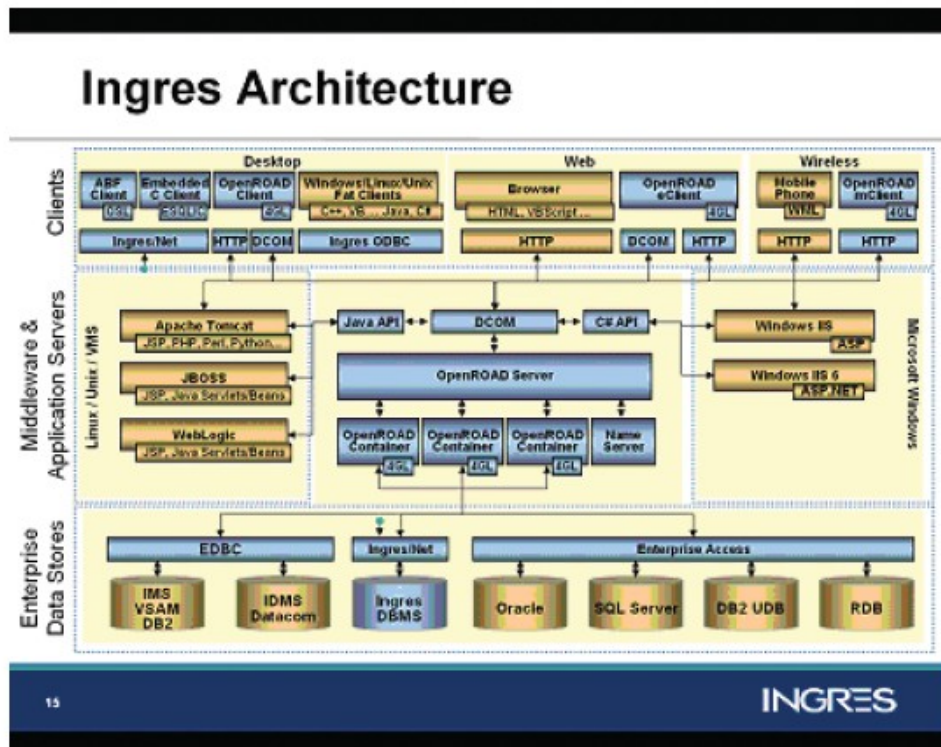 Ingres Architecture
Clients
Desktop
Web
Wireless
ABF
Client
OSL
Embedded
C Client
ESQL/C
OpenROAD
Client
4GL
Windows/Linux/Unix
Fat Clients
C++, VB ... Java, C#
Browser
HTML, VBScript ...
OpenROAD
eClient
4GL
Mobile
Phone
WML
OpenROAD
mClient
4GL
Ingres/Net
HTTP
DCOM
Ingres ODBC
HTTP
DCOM
HTTP
HTTP
HTTP
Middleware &
Application Servers
Linux / Unix / VMS
Apache Tomcat
JSP, PHP, Perl, Python...
JBOSS
JSP, Java Servlets/Beans
WebLogic
JSP, Java Servlets/Beans
Java API
DCOM
C# API
OpenROAD Server
OpenROAD
Container
4GL
OpenROAD
Container
4GL
OpenROAD
Container
4GL
Name
Server
Windows IIS
ASP
Windows IIS 6
ASP.NET
Microsoft Windows
Enterprise
Data Stores
EDBC
Ingres/Net
Enterprise Access
IMS
VSAM
DB2
IDMS
Datacom
Ingres
DBMS
Oracle
SQL Server
DB2 UDB
RDB
15
INGRES